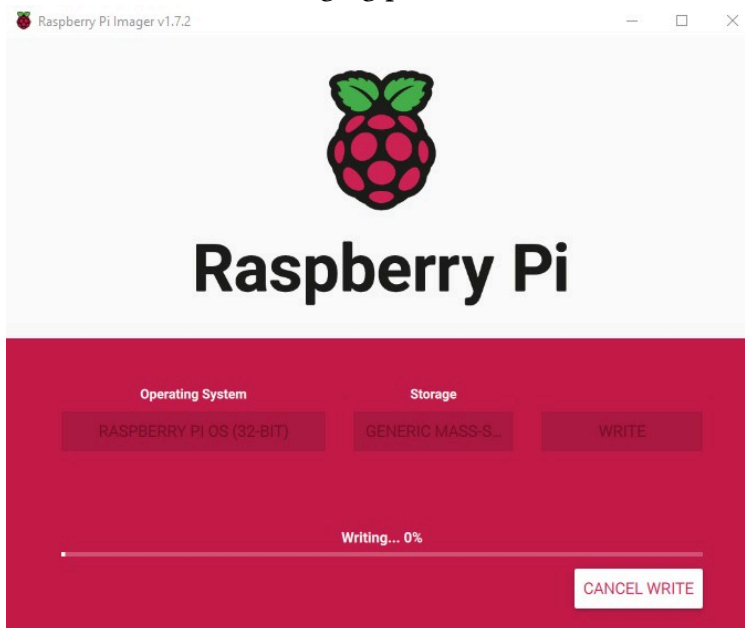 Raspberry Pi Imager v1.7.2
Raspberry Pi
Operating System
Storage
RASPBERRY PI OS (32-BIT)
GENERIC MASS-S...
WRITE
Writing... 0%
CANCEL WRITE